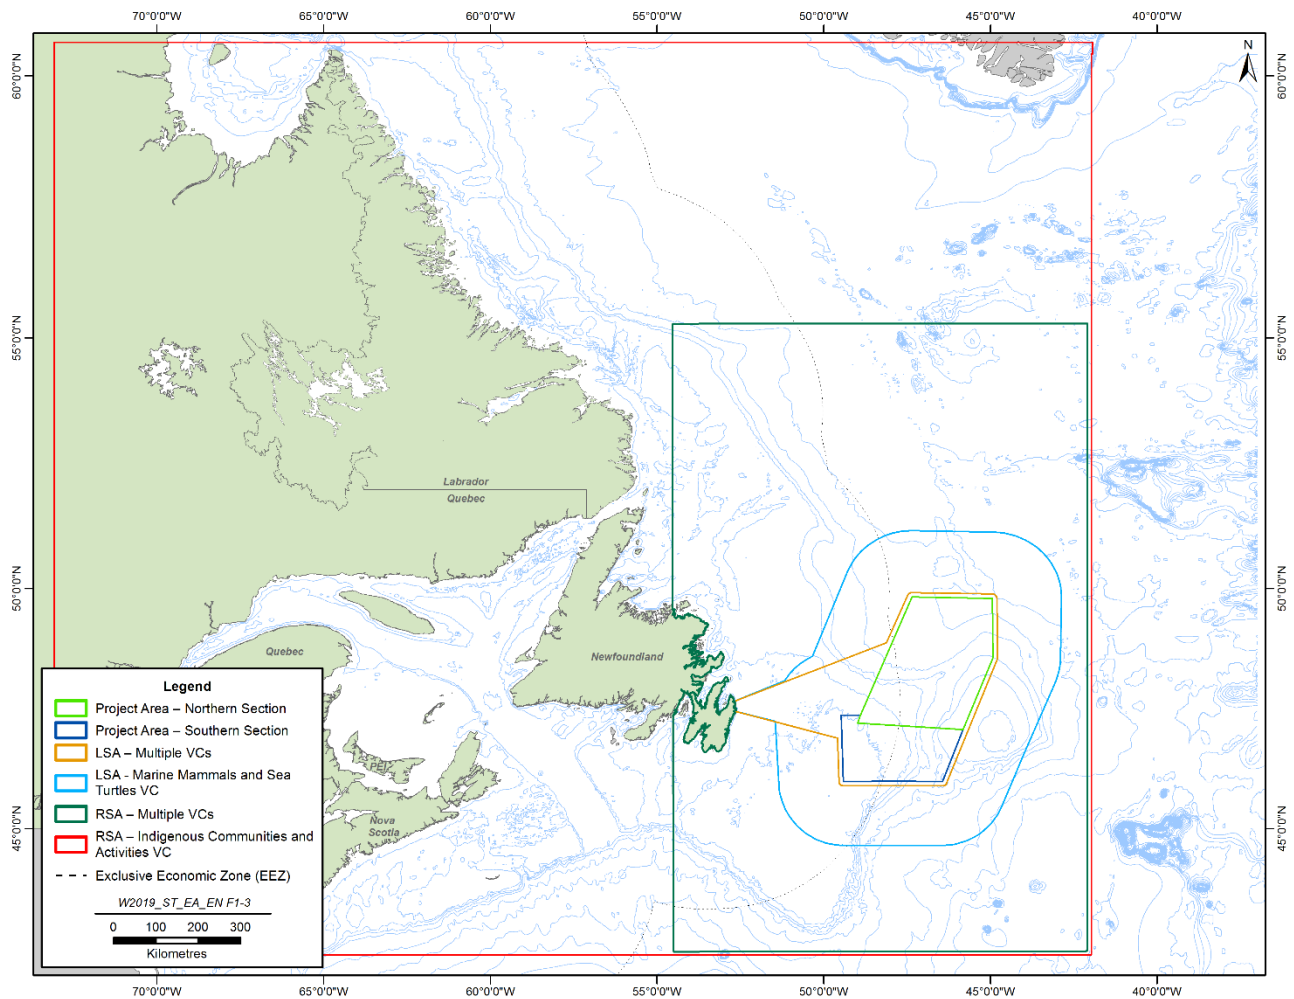 70°0'0"W 65°0'0"W 60°0'0"W 55°0'0"W 50°0'0"W 45°0'0"W 40°0'0"W
N
60°0'0"N 60°0'0"N
55°0'0"N 55°0'0"N
Labrador
Quebec
50°0'0"N 50°0'0"N
Quebec
Newfoundland
PEI
Nova
Scotia
45°0'0"N 45°0'0"N
Legend
Project Area – Northern Section
Project Area – Southern Section
LSA – Multiple VCs
LSA - Marine Mammals and Sea
Turtles VC
RSA – Multiple VCs
RSA – Indigenous Communities and
Activities VC
Exclusive Economic Zone (EEZ)
W2019_ST_EA_EN F1-3
0 100 200 300
Kilometres
70°0'0"W 65°0'0"W 60°0'0"W 55°0'0"W 50°0'0"W 45°0'0"W 40°0'0"W